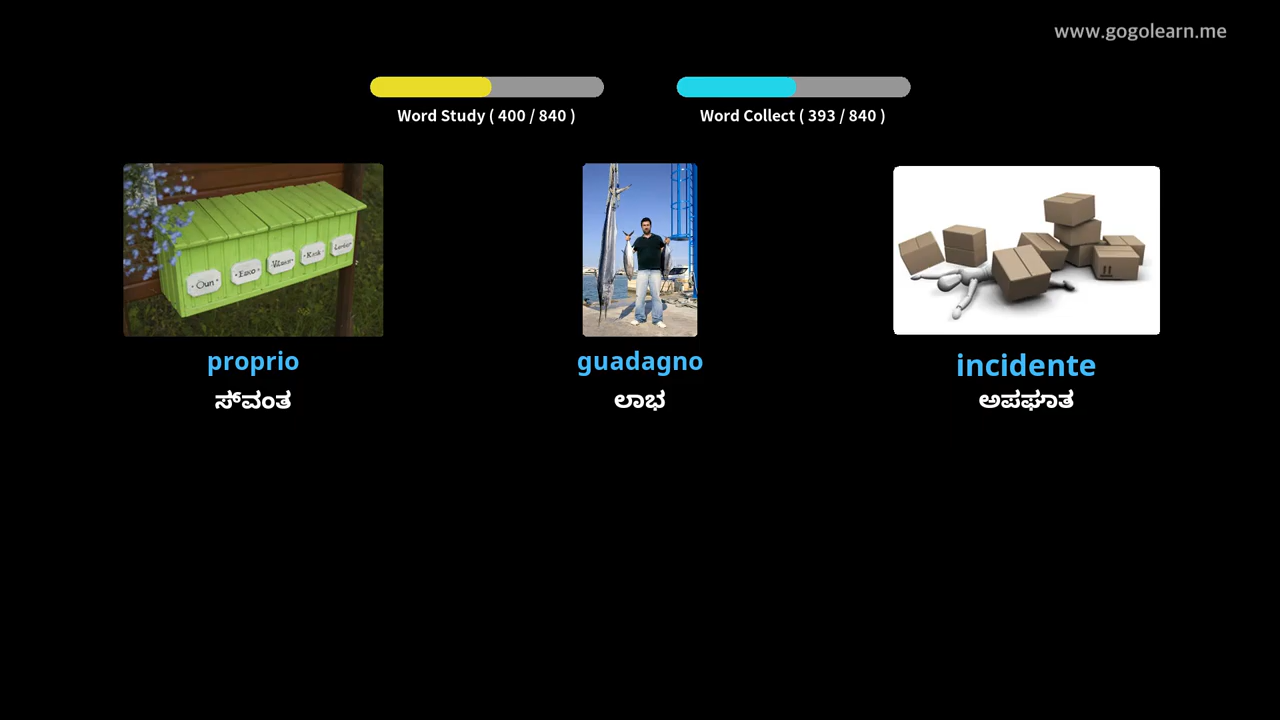 www.gogolearn.me
Word Study ( 400 / 840 )
Word Collect ( 393 / 840 )
proprio
guadagno
incidente
ಸ್‌ವಂತ
ಲಾಭ
ಅಪಘಾತ